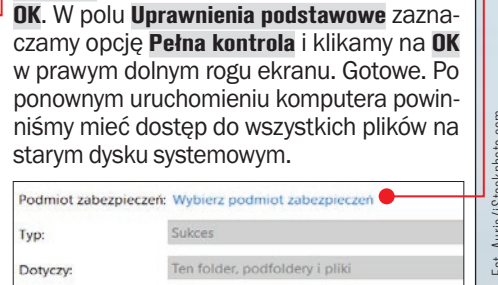 OK. W polu Uprawnienia podstawowe zazna-
czamy opcję Pełna kontrola i klikamy na OK
w prawym dolnym rogu ekranu. Gotowe. Po
ponownym uruchomieniu komputera powin-
niśmy mieć dostęp do wszystkich plików na
starym dysku systemowym.
Podmiot zabezpieczeń: Wybierz podmiot zabezpieczeń
Typ: Sukces
Dotyczy: Ten folder, podfoldery i pliki